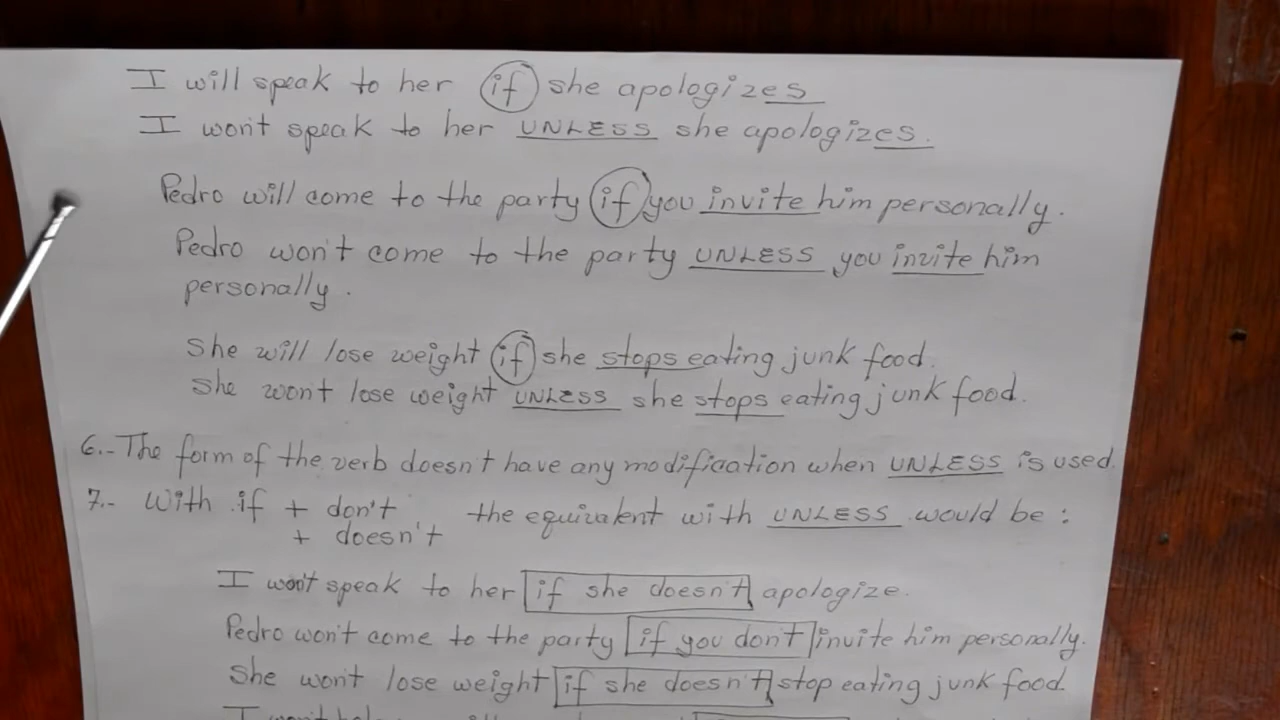 I will speak to her if she apologizes
I won't speak to her UNLESS she apologizes.
Pedro will come to the party if you invite him personally.
Pedro won't come to the party UNLESS you invite him
personally.
She will lose weight if she stops eating junk food.
She won't lose weight UNLESS she stops eating junk food.
6.- The form of the verb doesn't have any modification when UNLESS is used.
7.- With if + don't the equivalent with UNLESS would be:
+ doesn't
I won't speak to her if she doesn't apologize.
Pedro won't come to the party if you don't invite him personally.
She won't lose weight if she doesn't stop eating junk food.
I won't